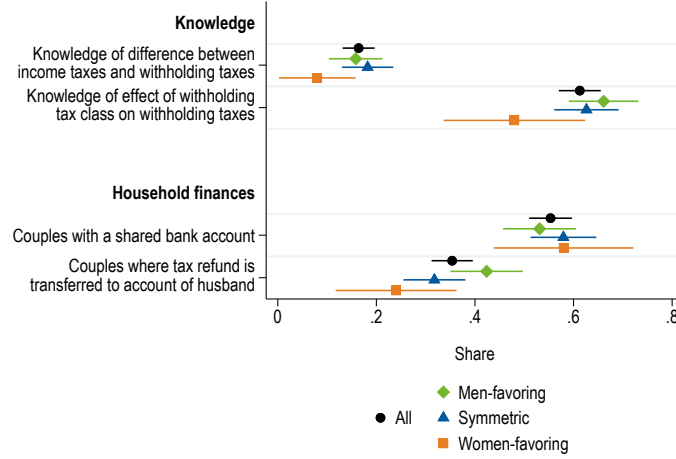 Knowledge
Knowledge of difference between
income taxes and withholding taxes
Knowledge of effect of withholding
tax class on withholding taxes
Household finances
Couples with a shared bank account
Couples where tax refund is
transferred to account of husband
0 .2 .4 .6 .8
Share
Men-favoring
All Symmetric
Women-favoring